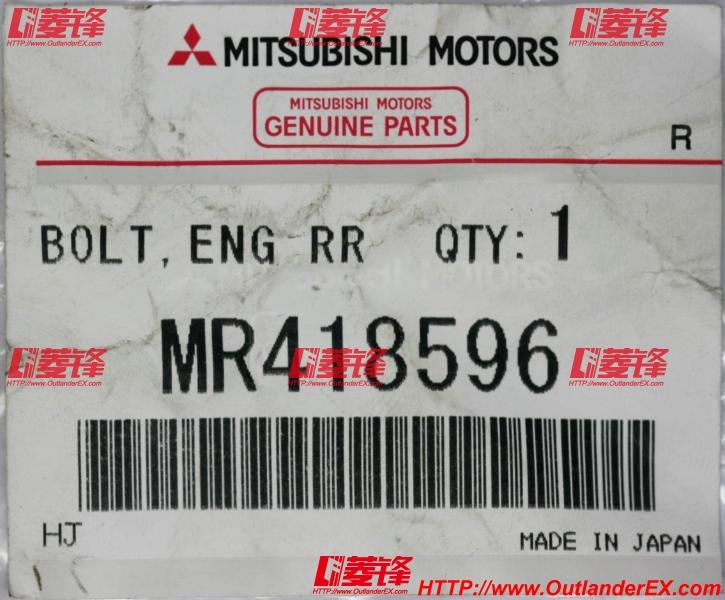 菱锋 菱锋 菱锋
HTTP://www.OutlanderEX.com HTTP://www.OutlanderEX.com HTTP://www.OutlanderEX.com
MITSUBISHI MOTORS
MITSUBISHI MOTORS
GENUINE PARTS
R
BOLT, ENG RR QTY: 1
MR418596
菱锋 菱锋 菱锋
HTTP://www.OutlanderEX.com HTTP://www.OutlanderEX.com HTTP://www.OutlanderEX.com
HJ
MADE IN JAPAN
菱锋
HTTP://www.OutlanderEX.com